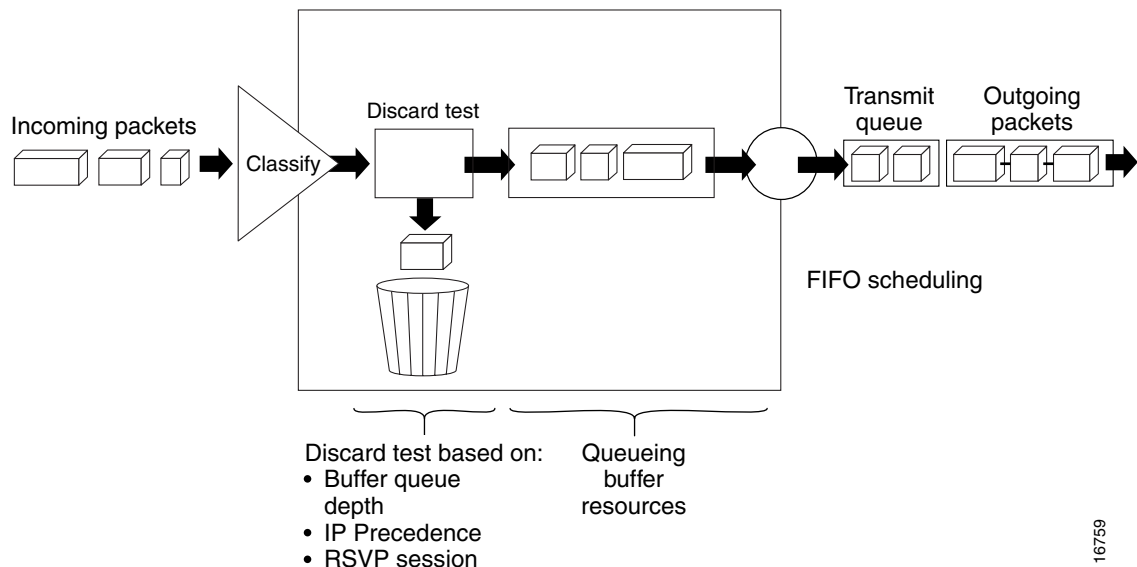 Incoming packets
Classify
Discard test
Transmit
queue
Outgoing
packets
FIFO scheduling
Discard test based on:
• Buffer queue
depth
• IP Precedence
• RSVP session
Queueing
buffer
resources
16759